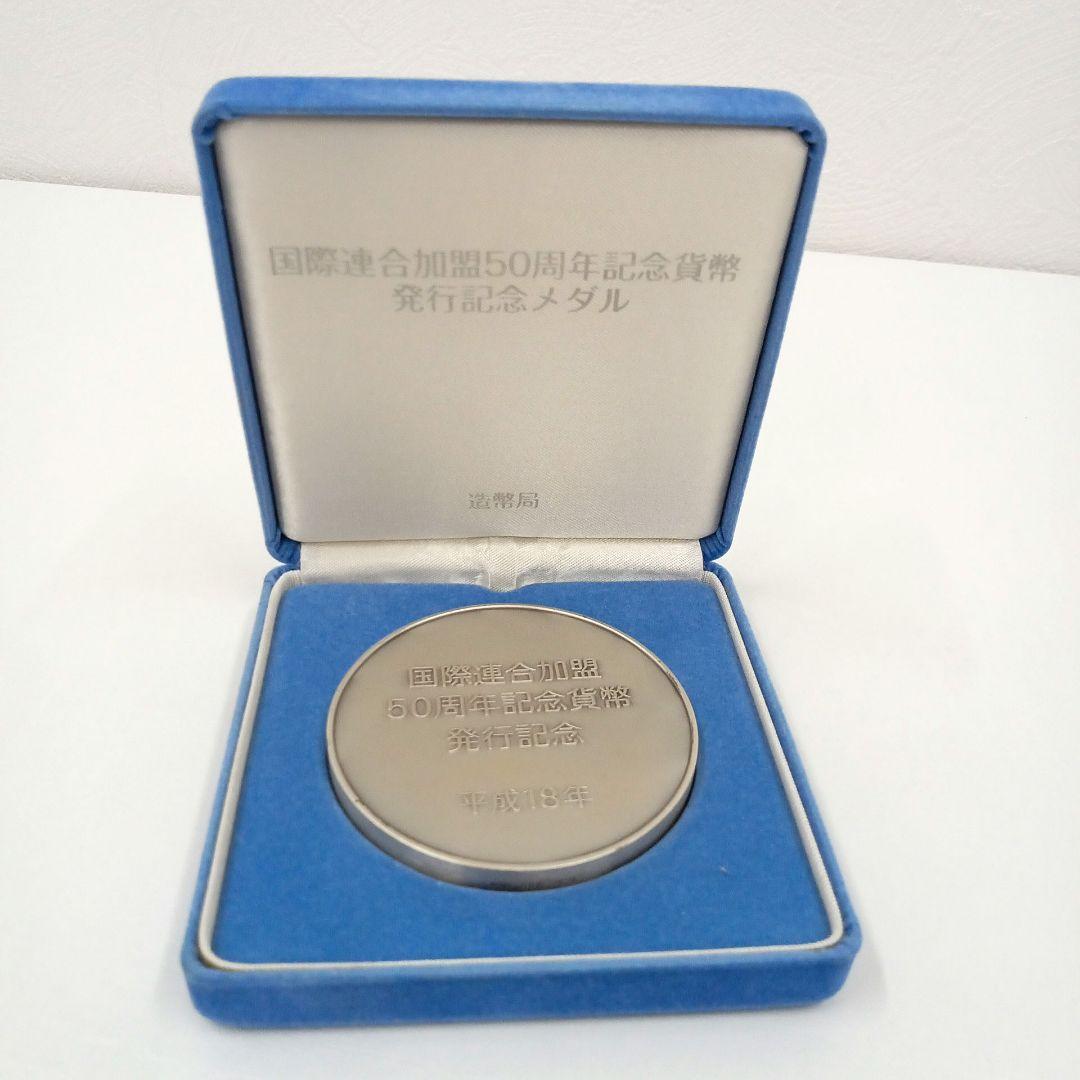 国際連合加盟50周年記念貨幣
発行記念メダル
造幣局
国際連合加盟
50周年記念貨幣
発行記念
平成18年